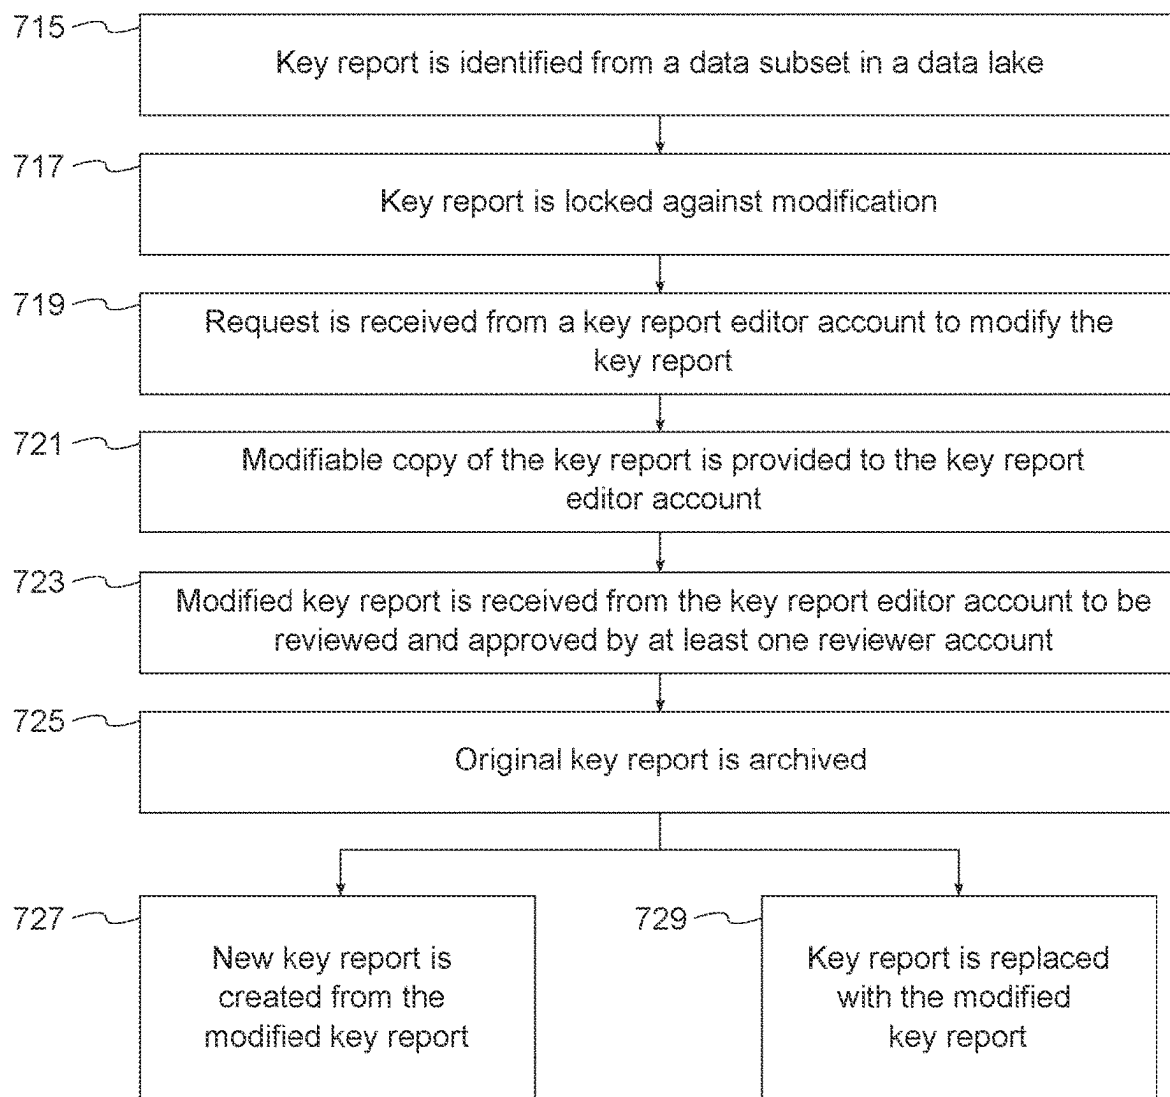 715
Key report is identified from a data subset in a data lake
717
Key report is locked against modification
719
Request is received from a key report editor account to modify the
key report
721
Modifiable copy of the key report is provided to the key report
editor account
723
Modified key report is received from the key report editor account to be
reviewed and approved by at least one reviewer account
725
Original key report is archived
727
New key report is
created from the
modified key report
729
Key report is replaced
with the modified
key report